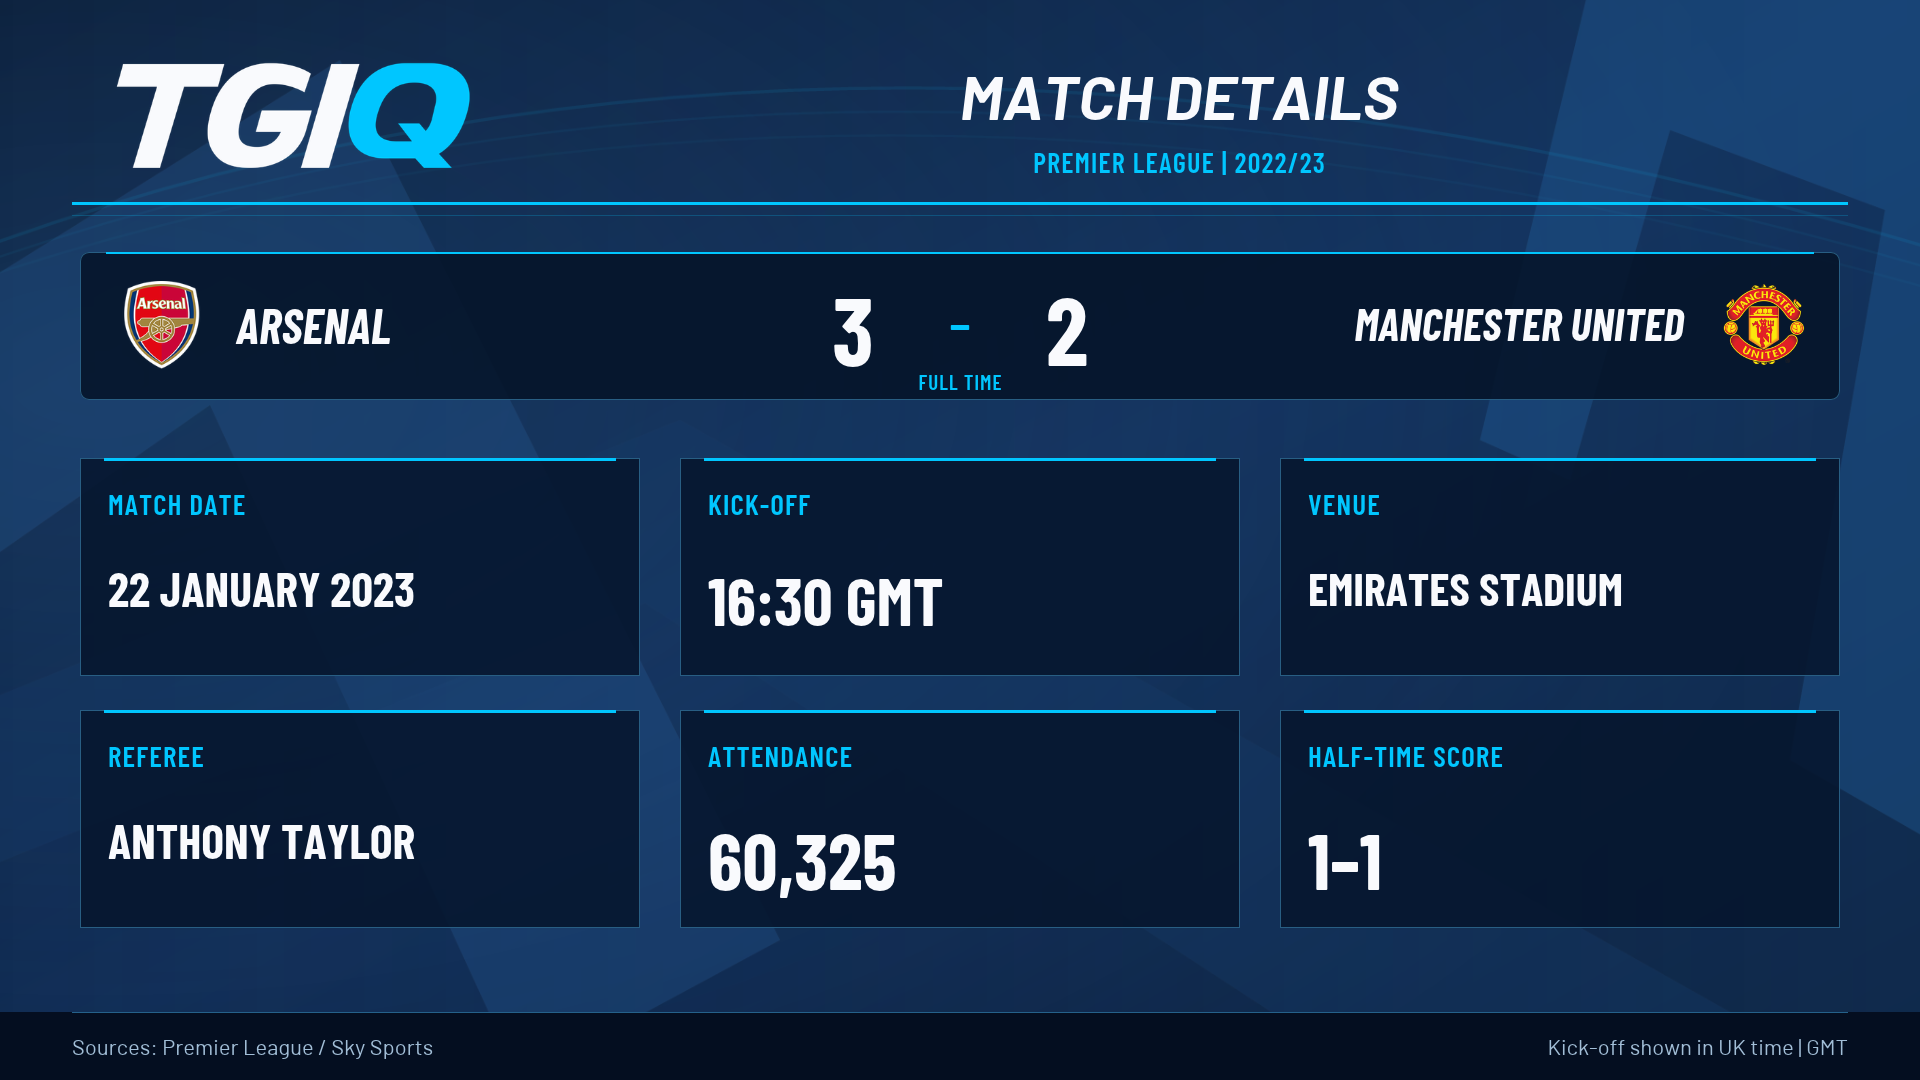 TGIQ
MATCH DETAILS
PREMIER LEAGUE | 2022/23
Arsenal
ARSENAL
3 - 2
FULL TIME
MANCHESTER UNITED
MANCHESTER
UNITED
MATCH DATE
22 JANUARY 2023
KICK-OFF
16:30 GMT
VENUE
EMIRATES STADIUM
REFEREE
ANTHONY TAYLOR
ATTENDANCE
60,325
HALF-TIME SCORE
1-1
Sources: Premier League / Sky Sports
Kick-off shown in UK time | GMT